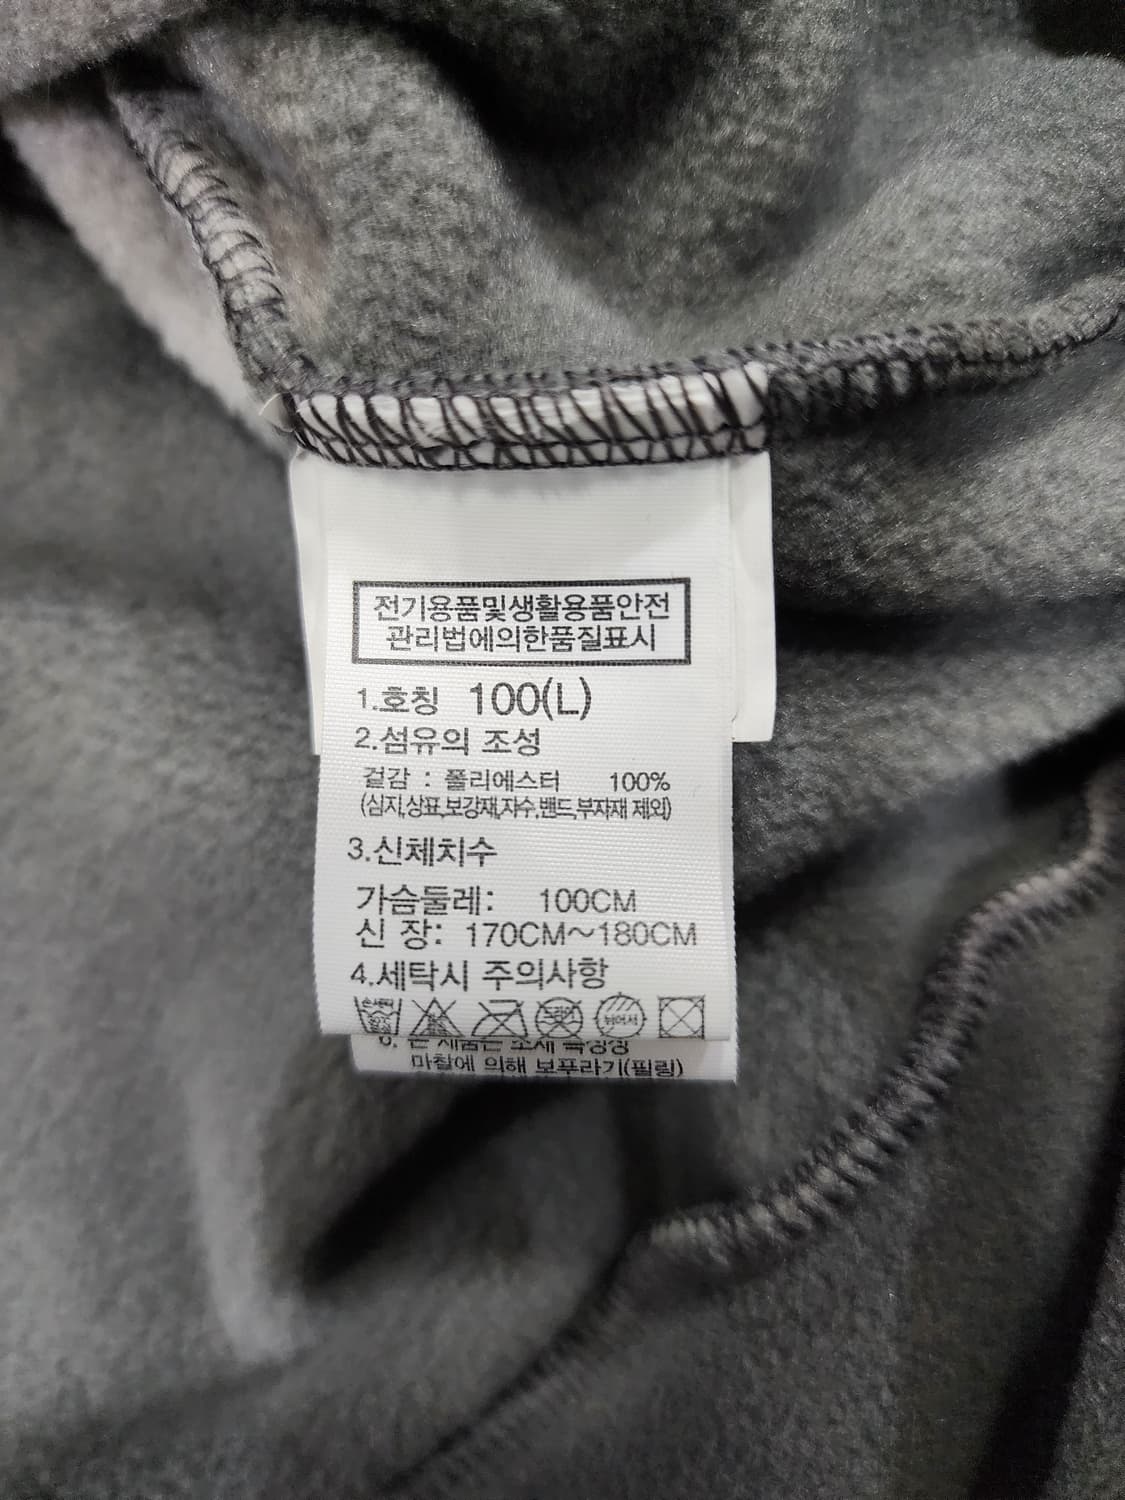 전기용품및생활용품안전
관리법에의한품질표시
1.호칭 100(L)
2.섬유의 조성
겉감 : 폴리에스터 100%
(심지,상표,보강재,자수,밴드,부자재 제외)
3.신체치수
가슴둘레: 100CM
신 장: 170CM~180CM
4.세탁시 주의사항
뉘어서
마찰에 의해 보푸라기(필링)